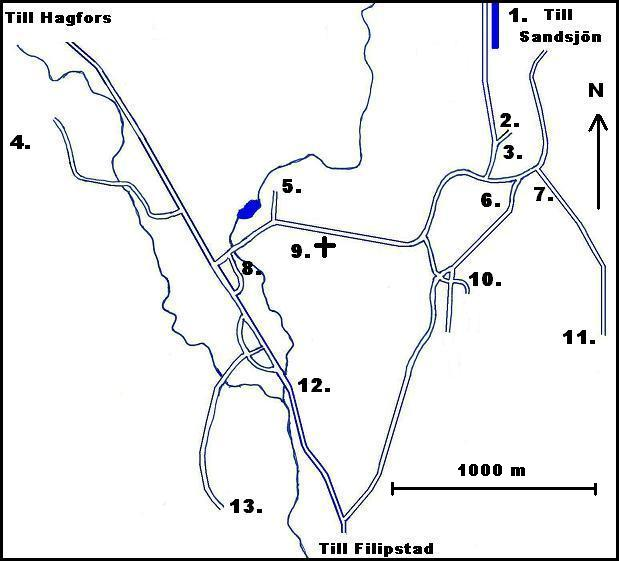 Till Hagfors
1. Till
Sandsjön
N
2.
3.
4.
5.
6.
7.
8.
9.
10.
11.
12.
13.
1000 m
Till Filipstad